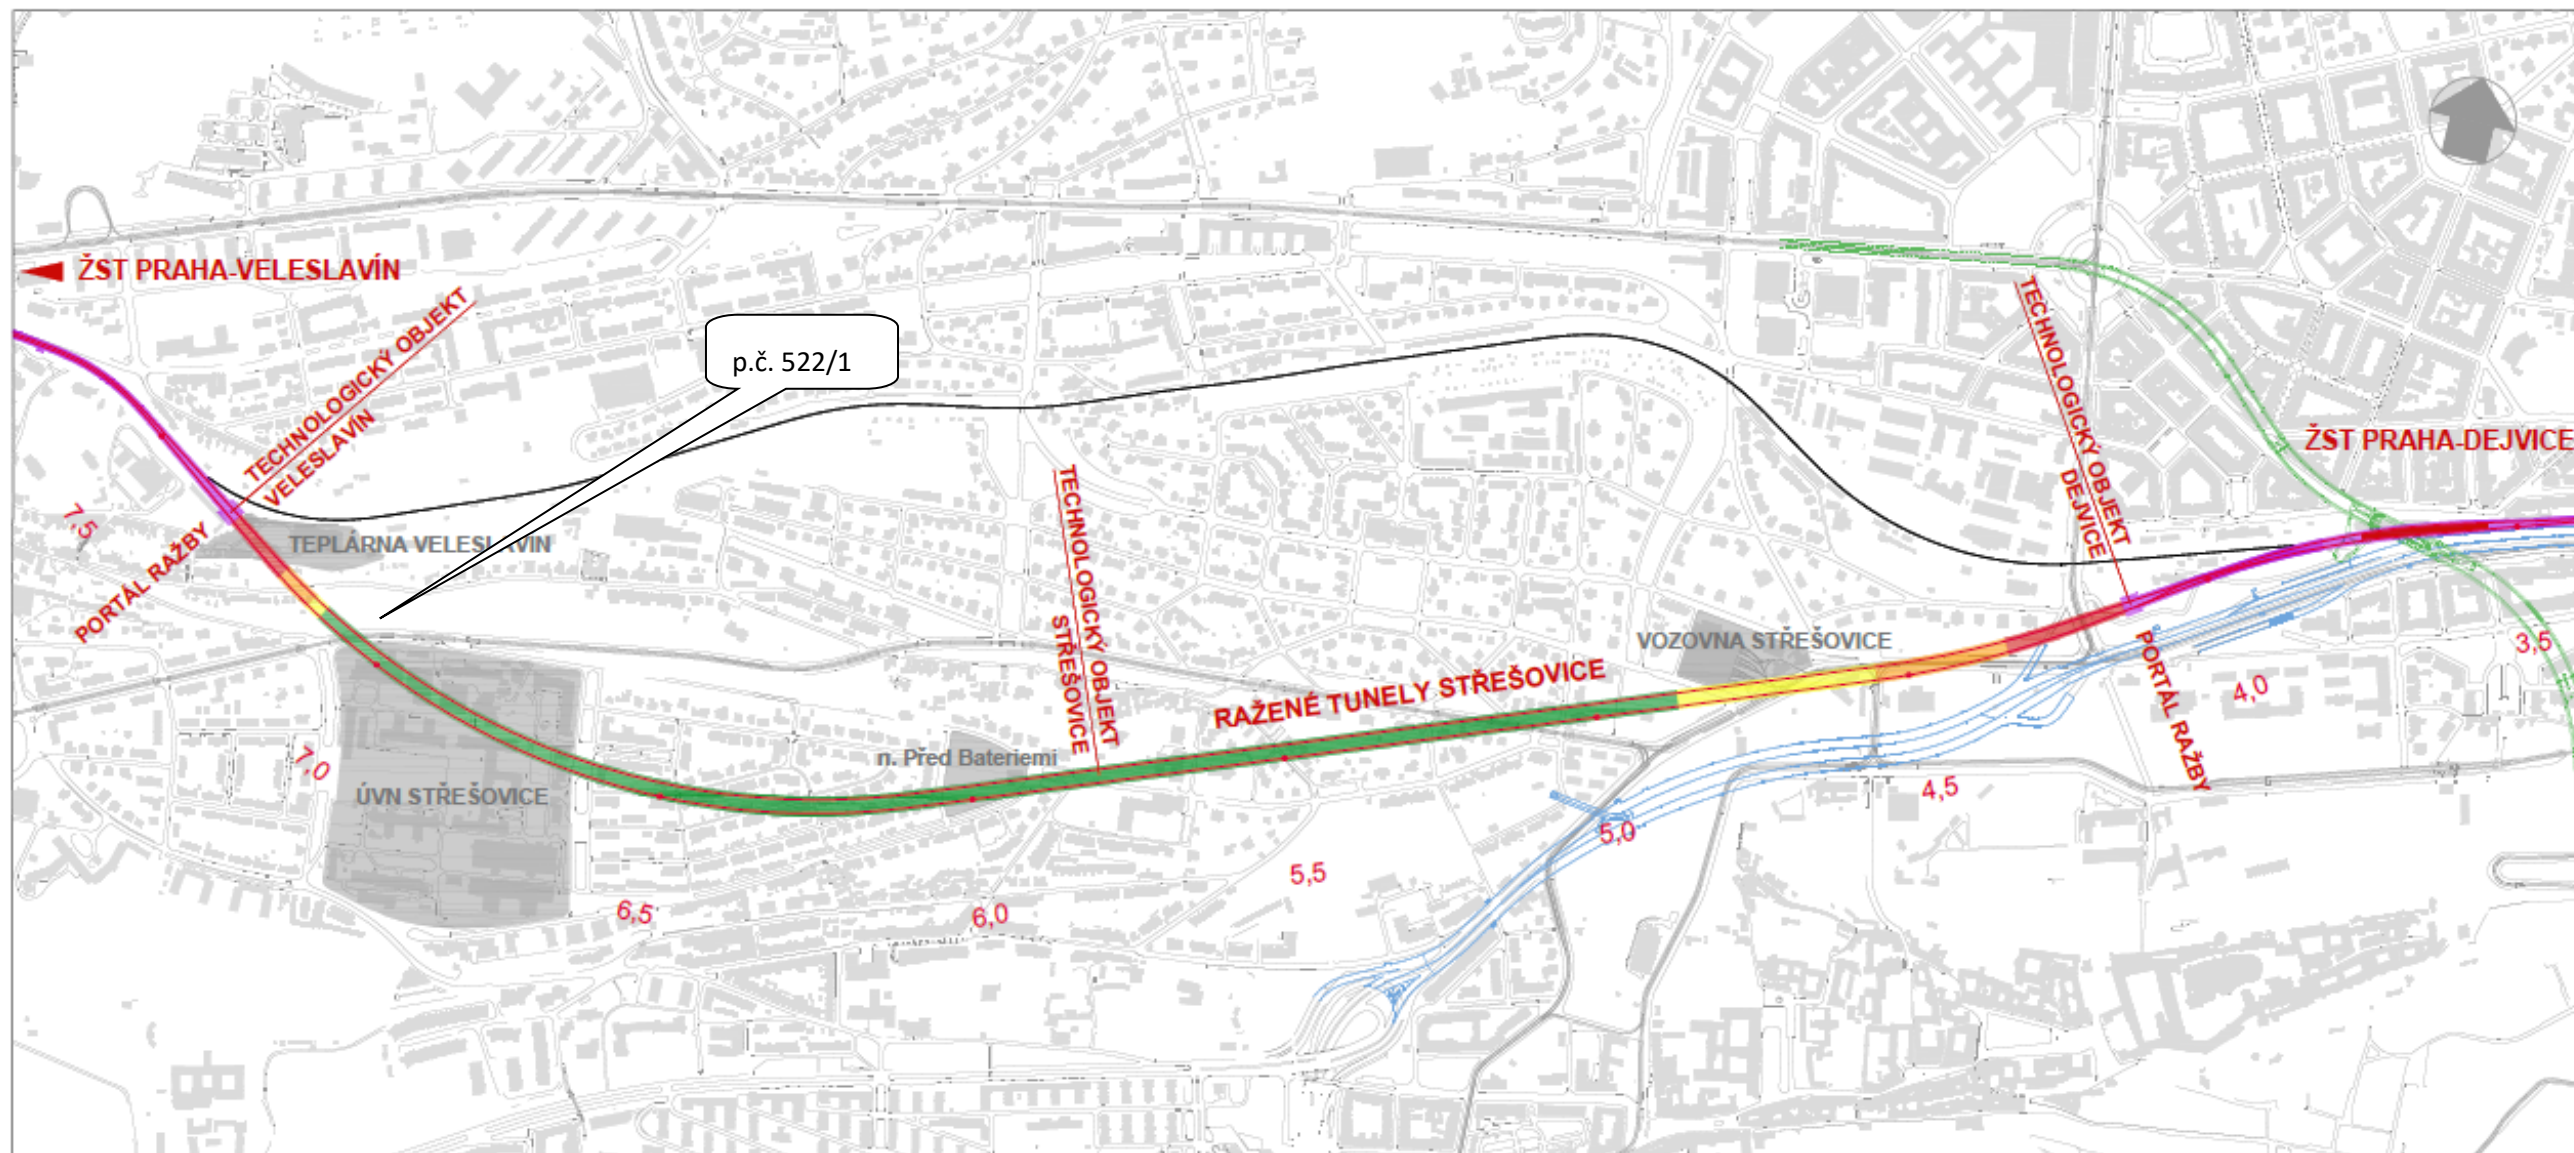 ŽST PRAHA-VELESLAVÍN
TECHNOLOGICKÝ OBJEKT
VELESLAVÍN
p.č. 522/1
TECHNOLOGICKÝ OBJEKT
DEJVICE
ŽST PRAHA-DEJVICE
7,5
PORTÁL RAŽBY
TEPLÁRNA VELESLAVÍN
TECHNOLOGICKÝ OBJEKT
STŘEŠOVICE
VOZOVNA STŘEŠOVICE
RAŽENÉ TUNELY STŘEŠOVICE
PORTÁL RAŽBY
3,5
4,0
7,0
n. Před Bateriemi
ÚVN STŘEŠOVICE
4,5
5,0
5,5
6,5
6,0